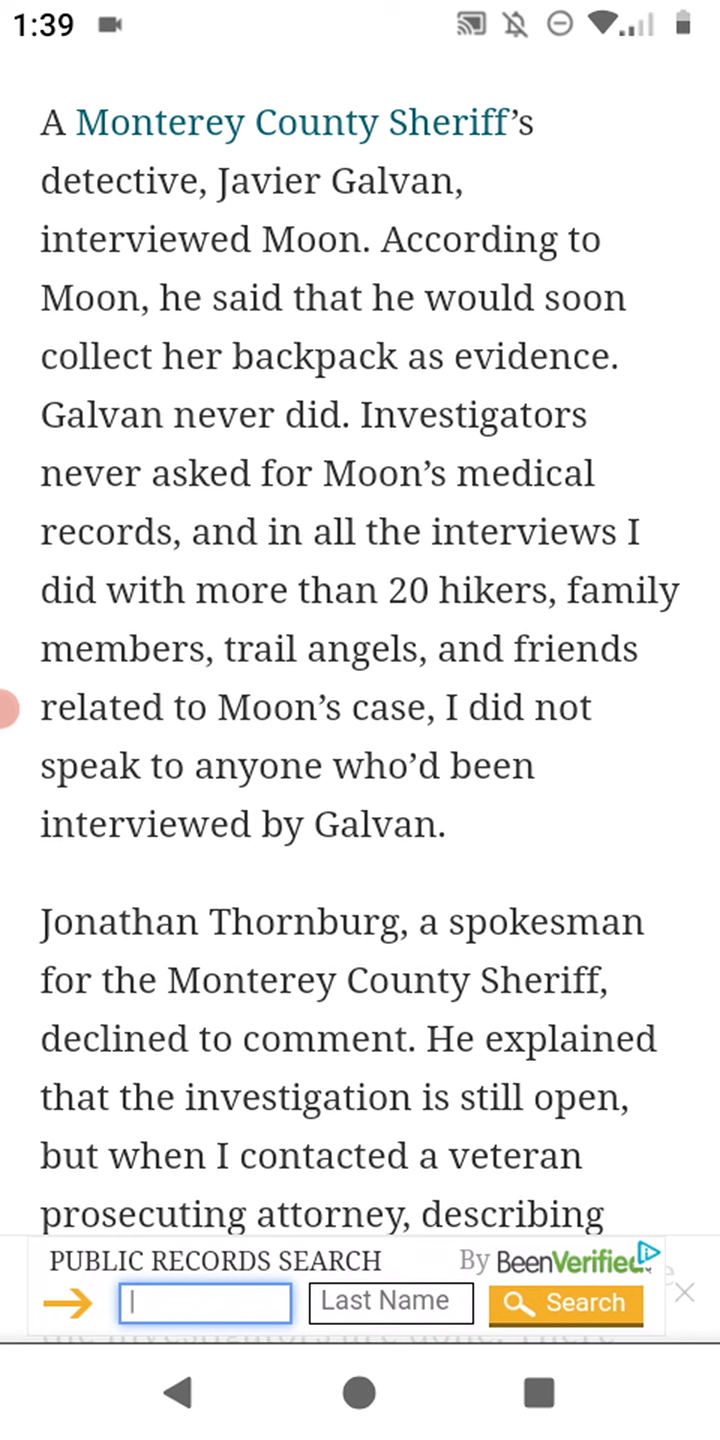 1:39
A Monterey County Sheriff’s
detective, Javier Galvan,
interviewed Moon. According to
Moon, he said that he would soon
collect her backpack as evidence.
Galvan never did. Investigators
never asked for Moon’s medical
records, and in all the interviews I
did with more than 20 hikers, family
members, trail angels, and friends
related to Moon’s case, I did not
speak to anyone who’d been
interviewed by Galvan.
Jonathan Thornburg, a spokesman
for the Monterey County Sheriff,
declined to comment. He explained
that the investigation is still open,
but when I contacted a veteran
prosecuting attorney, describing
PUBLIC RECORDS SEARCH By BeenVerified
Last Name Search